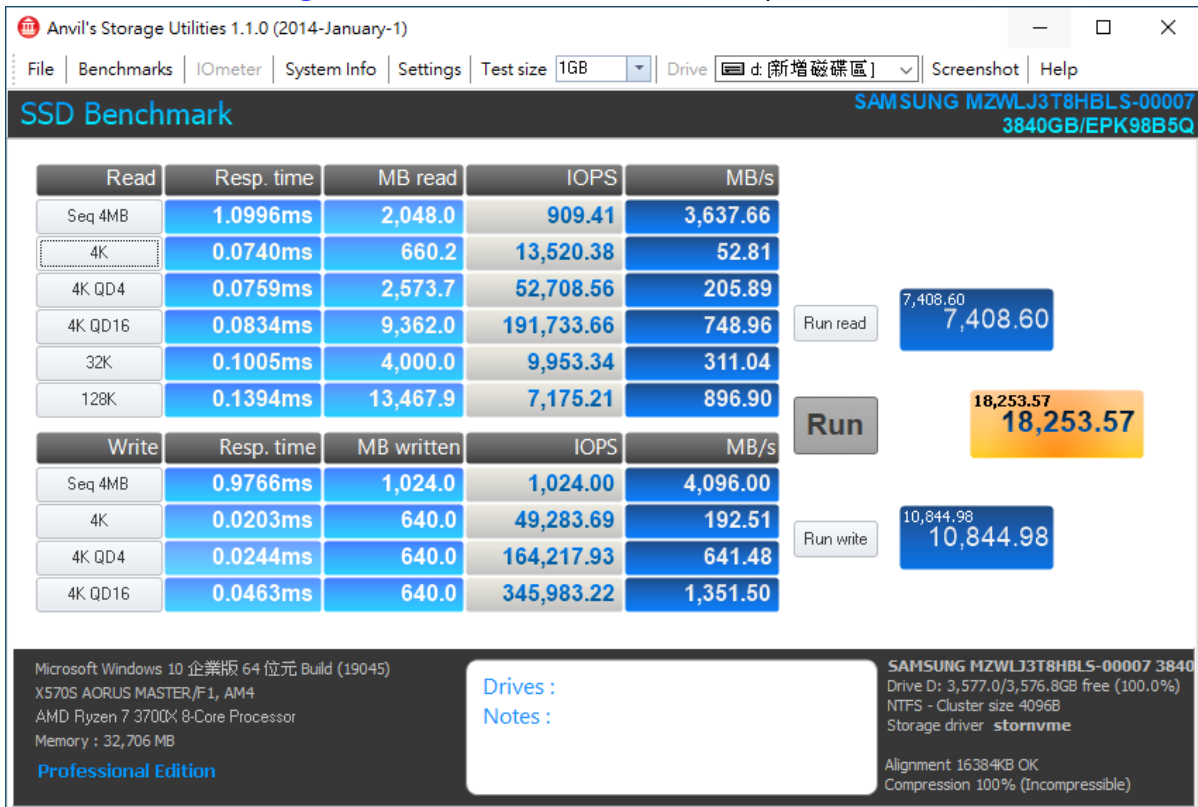 Anvil's Storage Utilities 1.1.0 (2014-January-1)
File Benchmarks IOmeter System Info Settings Test size 1GB Drive d: [新增磁碟區] Screenshot Help
SSD Benchmark
SAMSUNG MZWLJ3T8HBLS-00007
3840GB/EPK98B5Q
Read Resp. time MB read IOPS MB/s
Seq 4MB 1.0996ms 2,048.0 909.41 3,637.66
4K 0.0740ms 660.2 13,520.38 52.81
4K QD4 0.0759ms 2,573.7 52,708.56 205.89
4K QD16 0.0834ms 9,362.0 191,733.66 748.96
32K 0.1005ms 4,000.0 9,953.34 311.04
128K 0.1394ms 13,467.9 7,175.21 896.90
Run read
7,408.60
7,408.60
Run
18,253.57
18,253.57
Write Resp. time MB written IOPS MB/s
Seq 4MB 0.9766ms 1,024.0 1,024.00 4,096.00
4K 0.0203ms 640.0 49,283.69 192.51
4K QD4 0.0244ms 640.0 164,217.93 641.48
4K QD16 0.0463ms 640.0 345,983.22 1,351.50
Run write
10,844.98
10,844.98
Microsoft Windows 10 企業版 64 位元 Build (19045)
X570S AORUS MASTER/F1, AM4
AMD Ryzen 7 3700X 8-Core Processor
Memory : 32,706 MB
Professional Edition
Drives :
Notes :
SAMSUNG MZWLJ3T8HBLS-00007 3840
Drive D: 3,577.0/3,576.8GB free (100.0%)
NTFS - Cluster size 4096B
Storage driver stornvme
Alignment 16384KB OK
Compression 100% (Incompressible)